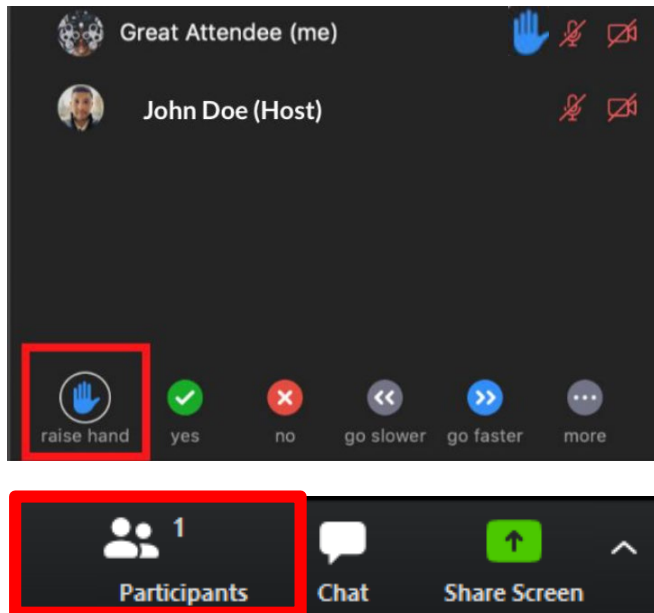 Great Attendee (me)
John Doe (Host)
raise hand yes no go slower go faster more
1
Participants Chat Share Screen